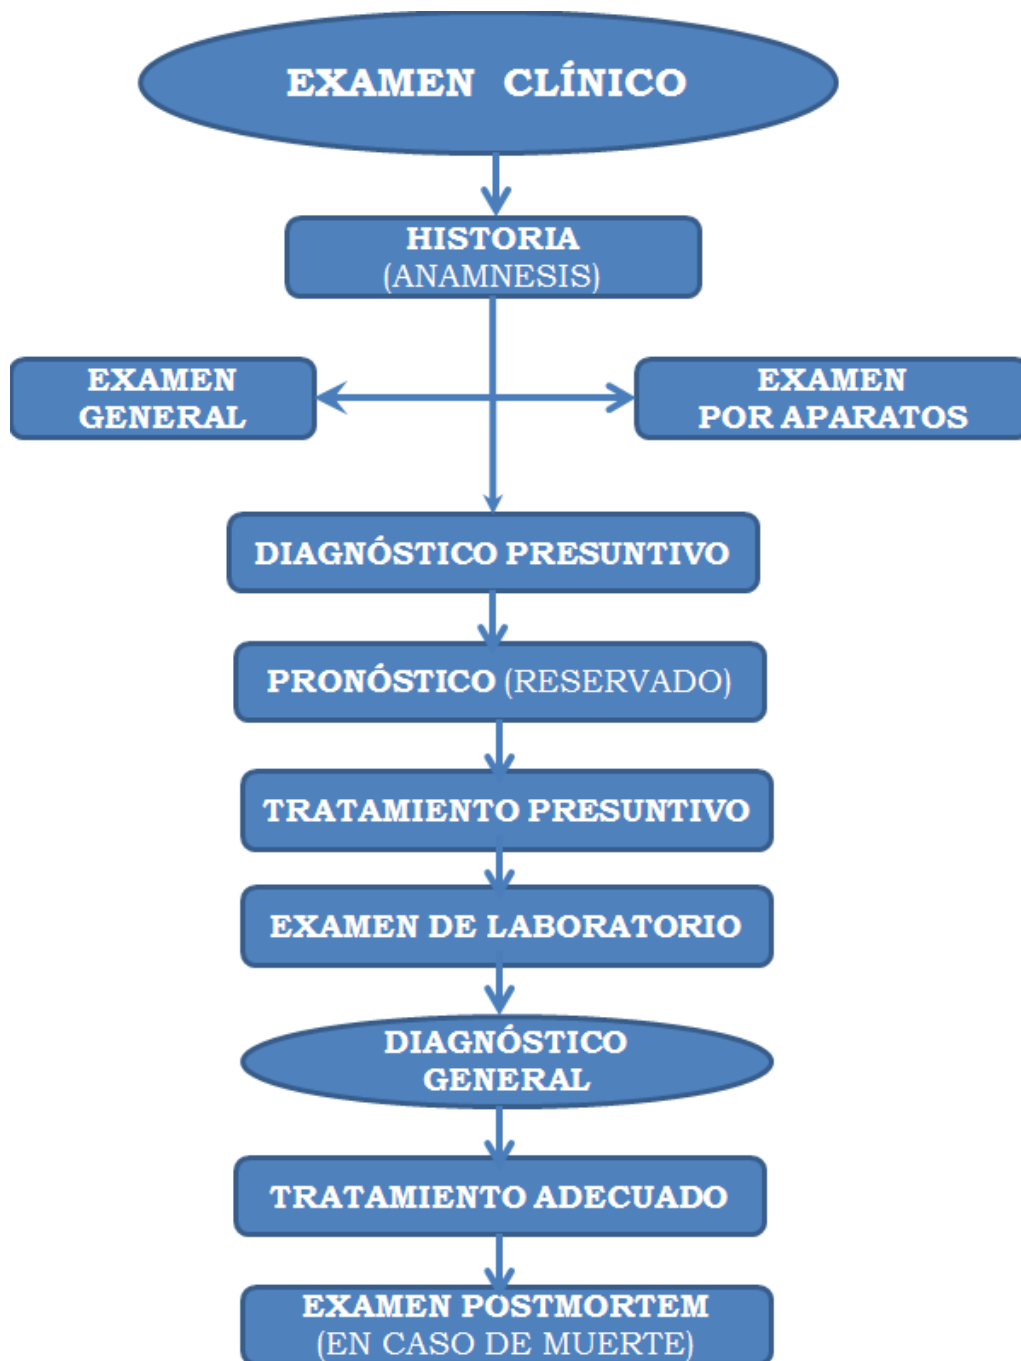 EXAMEN CLÍNICO
HISTORIA
(ANAMNESIS)
EXAMEN
GENERAL
EXAMEN
POR APARATOS
DIAGNÓSTICO PRESUNTIVO
PRONÓSTICO (RESERVADO)
TRATAMIENTO PRESUNTIVO
EXAMEN DE LABORATORIO
DIAGNÓSTICO
GENERAL
TRATAMIENTO ADECUADO
EXAMEN POSTMORTEM
(EN CASO DE MUERTE)